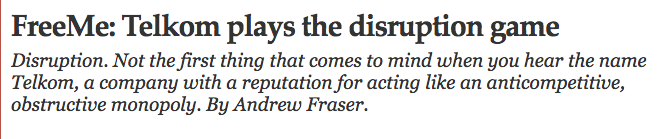 FreeMe: Telkom plays the disruption game
Disruption. Not the first thing that comes to mind when you hear the name
Telkom, a company with a reputation for acting like an anticompetitive,
obstructive monopoly. By Andrew Fraser.